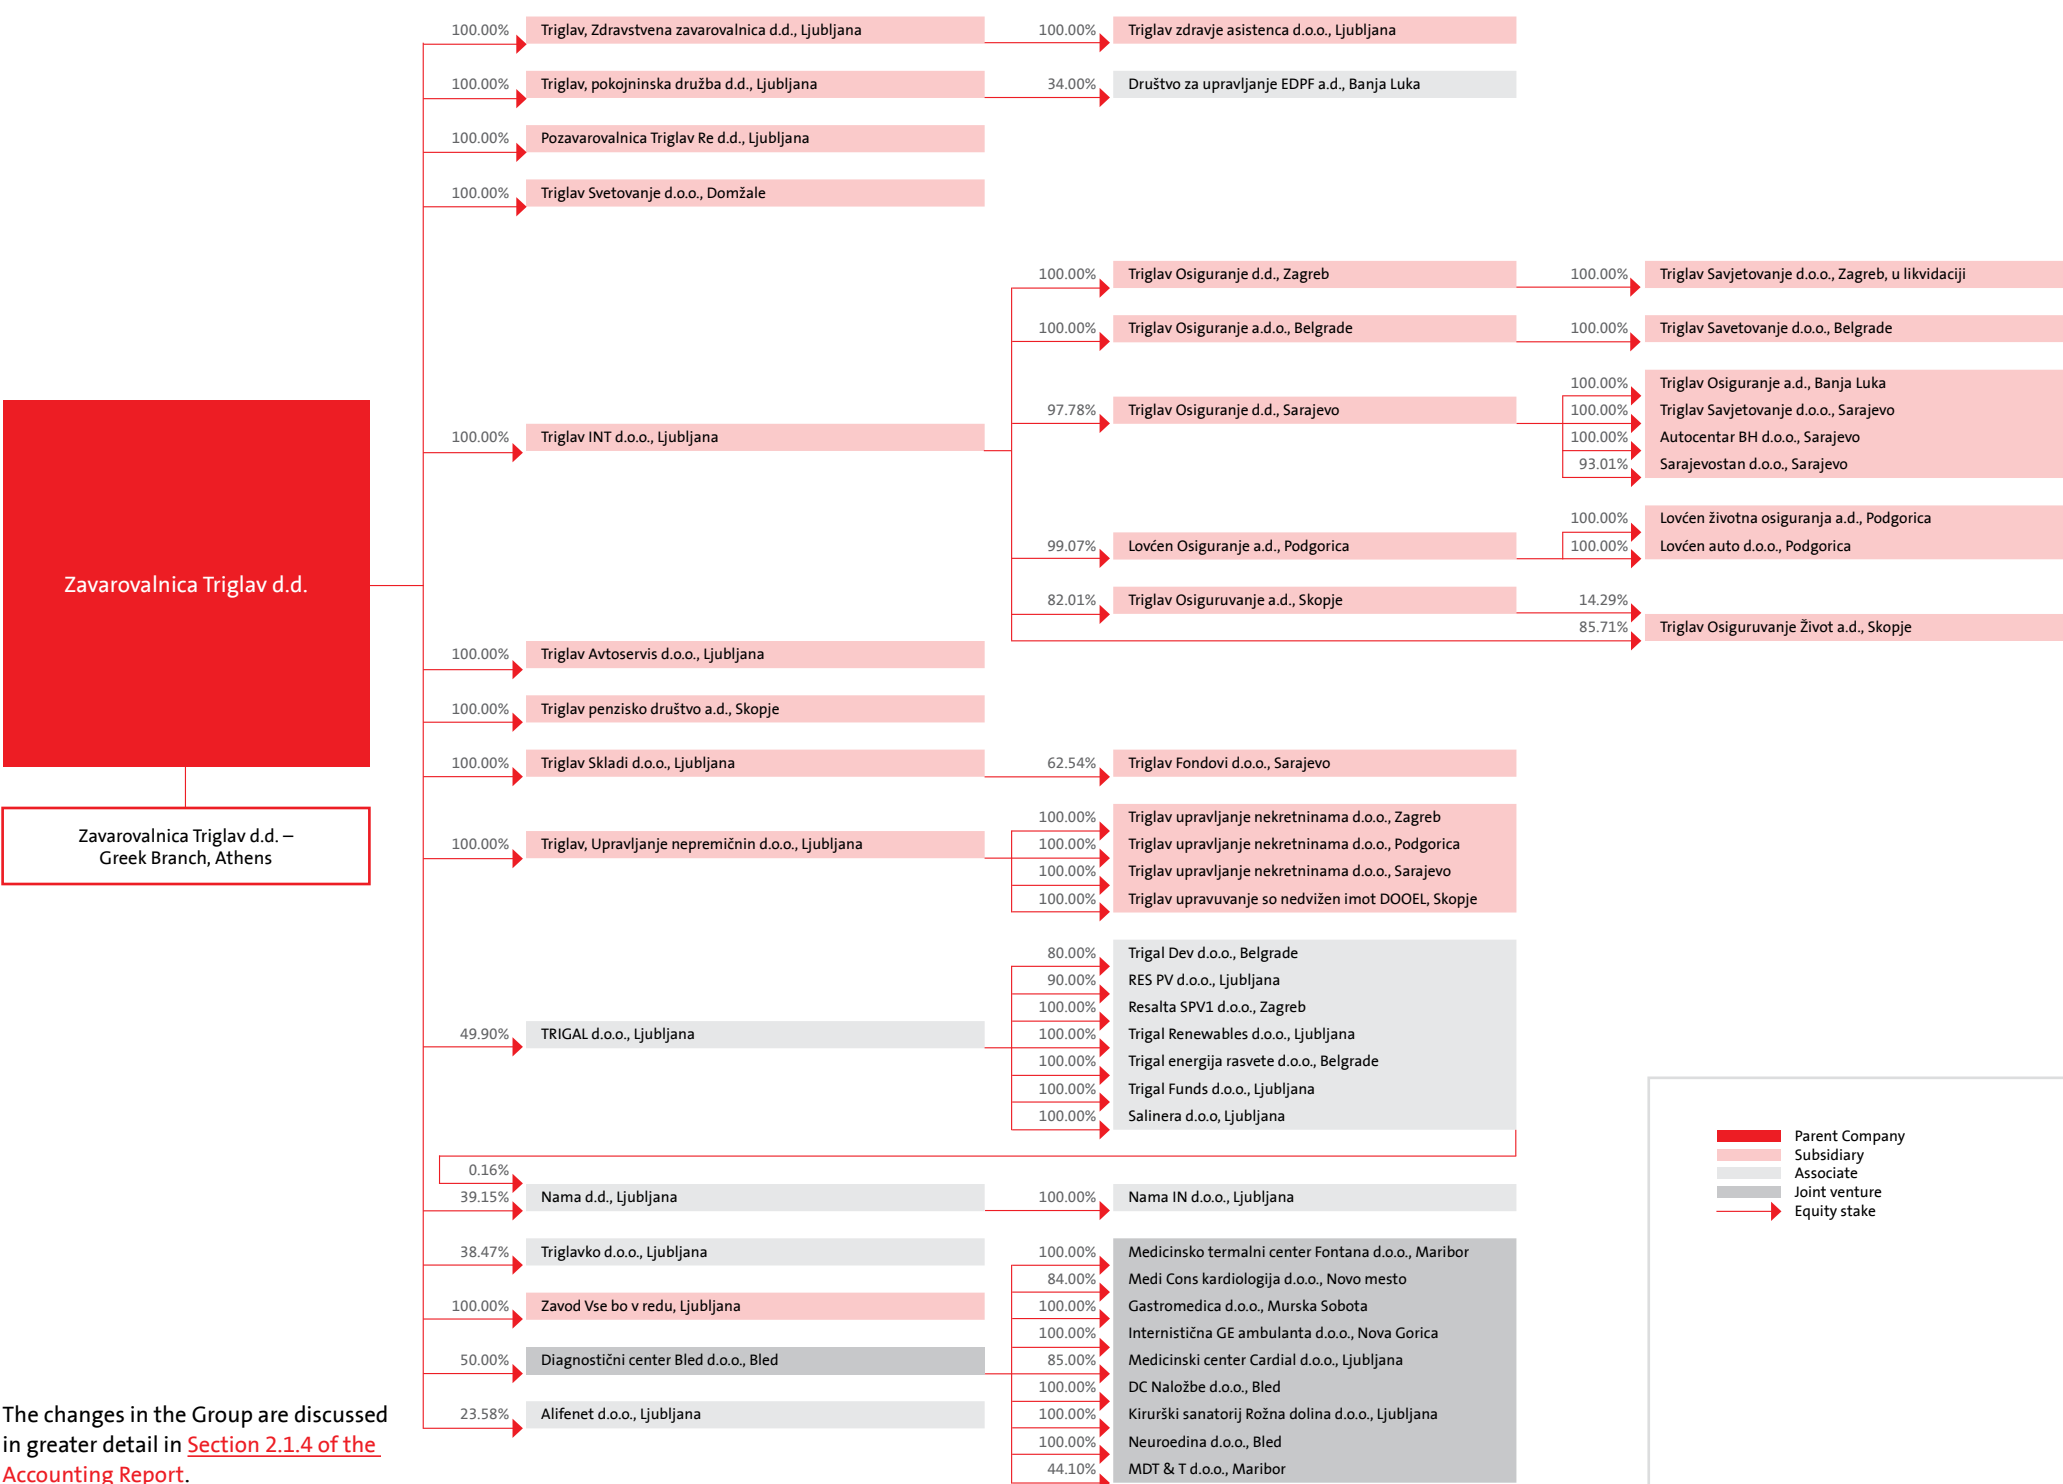 100.00%
Triglav, Zdravstvena zavarovalnica d.d., Ljubljana
100.00%
Triglav zdravje asistenca d.o.o., Ljubljana
100.00%
Triglav, pokojninska družba d.d., Ljubljana
34.00%
Društvo za upravljanje EDPF a.d., Banja Luka
100.00%
Pozavarovalnica Triglav Re d.d., Ljubljana
100.00%
Triglav Svetovanje d.o.o., Domžale
100.00%
Triglav Osiguranje d.d., Zagreb
100.00%
Triglav Savjetovanje d.o.o., Zagreb, u likvidaciji
100.00%
Triglav Osiguranje a.d.o., Belgrade
100.00%
Triglav Savetovanje d.o.o., Belgrade
100.00%
Triglav INT d.o.o., Ljubljana
97.78%
Triglav Osiguranje d.d., Sarajevo
100.00%
Triglav Osiguranje a.d., Banja Luka
100.00%
Triglav Savjetovanje d.o.o., Sarajevo
100.00%
Autocentar BH d.o.o., Sarajevo
93.01%
Sarajevostan d.o.o., Sarajevo
99.07%
Lovćen Osiguranje a.d., Podgorica
100.00%
Lovćen životna osiguranja a.d., Podgorica
100.00%
Lovćen auto d.o.o., Podgorica
82.01%
Triglav Osiguruvanje a.d., Skopje
14.29%
85.71%
Triglav Osiguruvanje Život a.d., Skopje
Zavarovalnica Triglav d.d.
Zavarovalnica Triglav d.d. –
Greek Branch, Athens
100.00%
Triglav Avtoservis d.o.o., Ljubljana
100.00%
Triglav penzisko društvo a.d., Skopje
100.00%
Triglav Skladi d.o.o., Ljubljana
62.54%
Triglav Fondovi d.o.o., Sarajevo
100.00%
Triglav, Upravljanje nepremičnin d.o.o., Ljubljana
100.00%
Triglav upravljanje nekretninama d.o.o., Zagreb
100.00%
Triglav upravljanje nekretninama d.o.o., Podgorica
100.00%
Triglav upravljanje nekretninama d.o.o., Sarajevo
100.00%
Triglav upravuvanje so nedvižen imot DOOEL, Skopje
49.90%
TRIGAL d.o.o., Ljubljana
80.00%
Trigal Dev d.o.o., Belgrade
90.00%
RES PV d.o.o., Ljubljana
100.00%
Resalta SPV1 d.o.o., Zagreb
100.00%
Trigal Renewables d.o.o., Ljubljana
100.00%
Trigal energija rasvete d.o.o., Belgrade
100.00%
Trigal Funds d.o.o., Ljubljana
100.00%
Salinera d.o.o, Ljubljana
0.16%
39.15%
Nama d.d., Ljubljana
100.00%
Nama IN d.o.o., Ljubljana
38.47%
Triglavko d.o.o., Ljubljana
100.00%
Zavod Vse bo v redu, Ljubljana
50.00%
Diagnostični center Bled d.o.o., Bled
100.00%
Medicinsko termalni center Fontana d.o.o., Maribor
84.00%
Medi Cons kardiologija d.o.o., Novo mesto
100.00%
Gastromedica d.o.o., Murska Sobota
100.00%
Internistična GE ambulanta d.o.o., Nova Gorica
85.00%
Medicinski center Cardial d.o.o., Ljubljana
100.00%
DC Naložbe d.o.o., Bled
100.00%
Kirurški sanatorij Rožna dolina d.o.o., Ljubljana
100.00%
Neuroedina d.o.o., Bled
44.10%
MDT & T d.o.o., Maribor
23.58%
Alifenet d.o.o., Ljubljana
Parent Company
Subsidiary
Associate
Joint venture
Equity stake
The changes in the Group are discussed
in greater detail in Section 2.1.4 of the
Accounting Report.